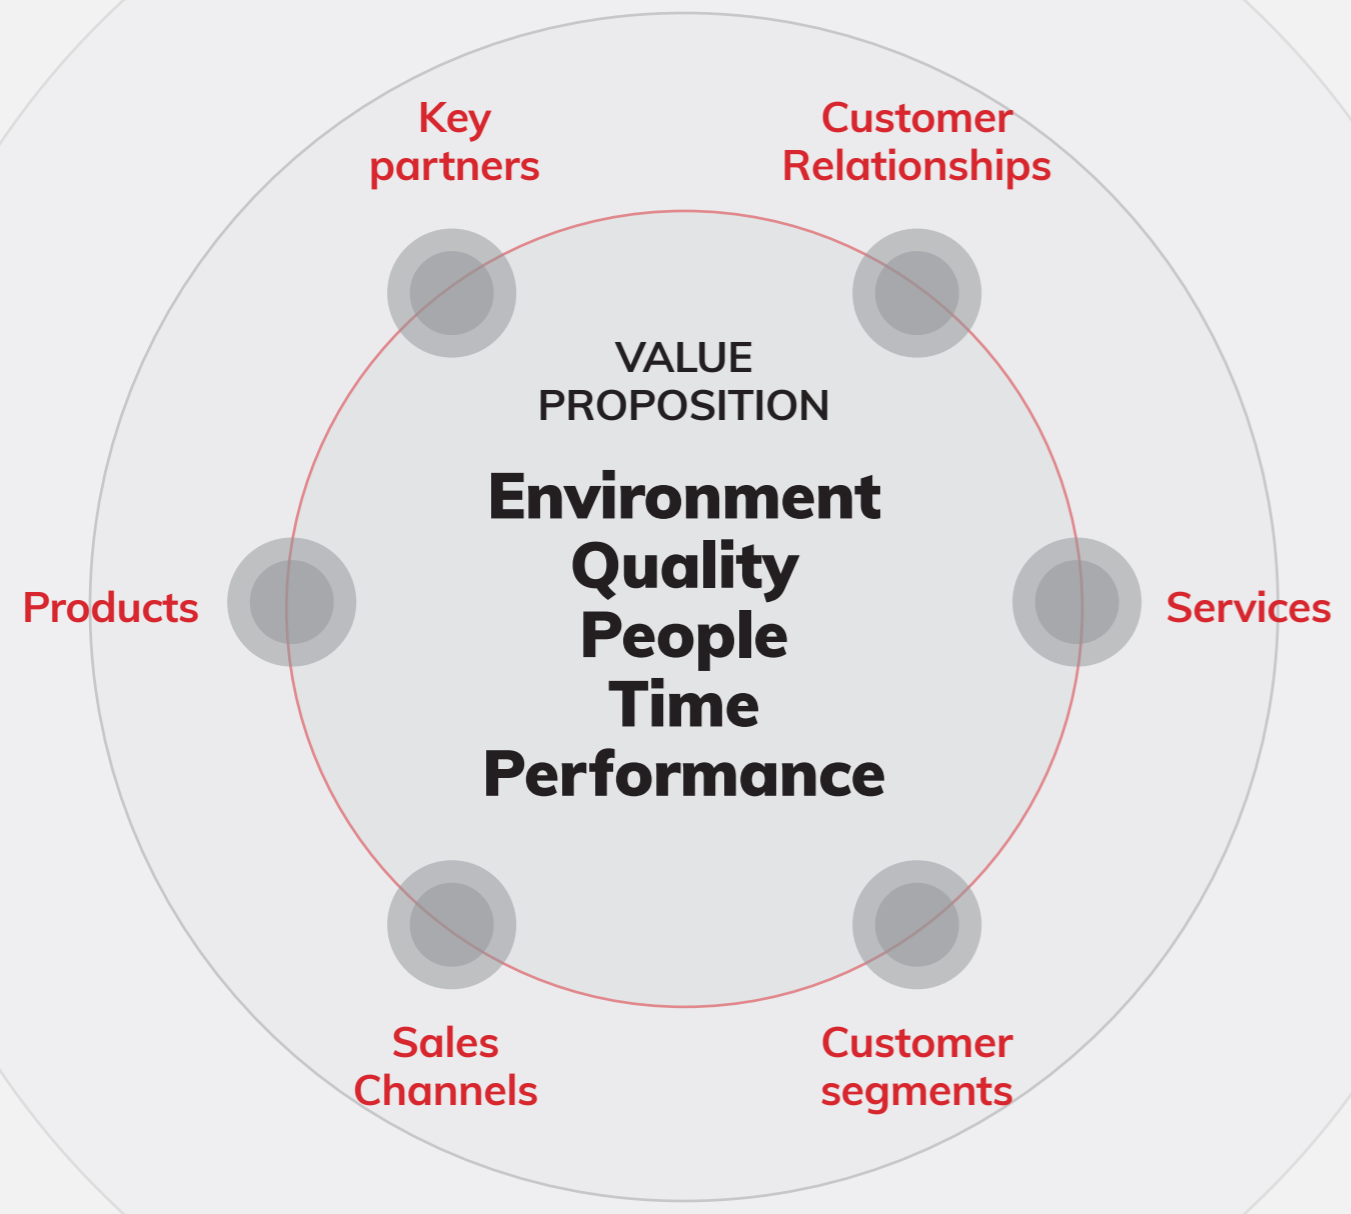 Key
partners
Customer
Relationships
VALUE
PROPOSITION
Environment
Quality
People
Time
Performance
Products
Services
Sales
Channels
Customer
segments